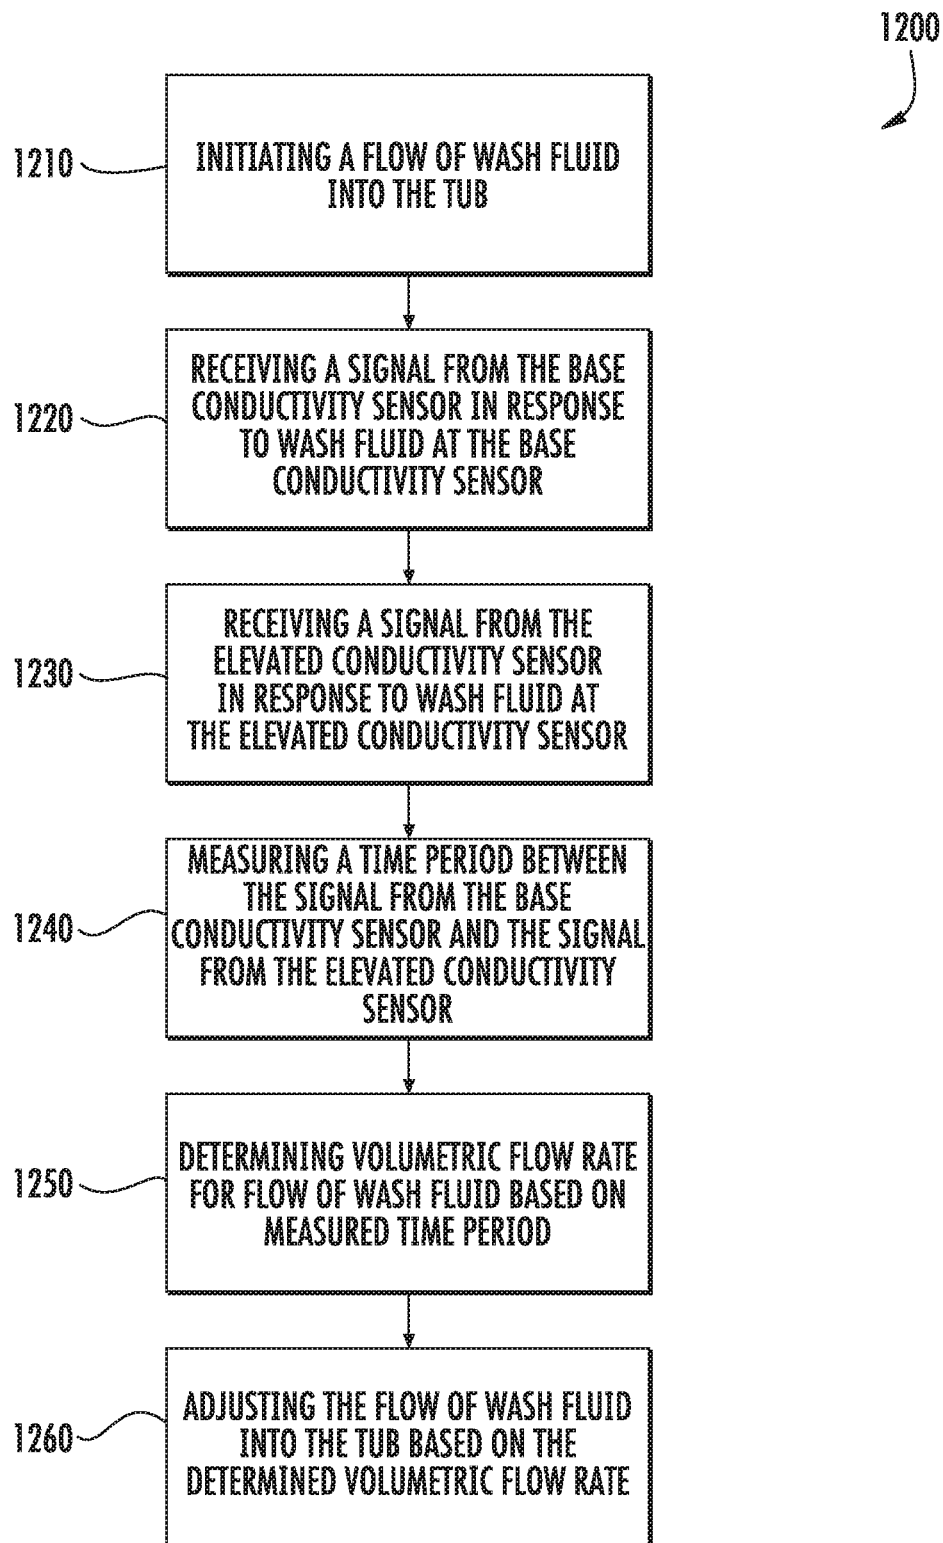 1200
1210
INITIATING A FLOW OF WASH FLUID
INTO THE TUB
1220
RECEIVING A SIGNAL FROM THE BASE
CONDUCTIVITY SENSOR IN RESPONSE
TO WASH FLUID AT THE BASE
CONDUCTIVITY SENSOR
1230
RECEIVING A SIGNAL FROM THE
ELEVATED CONDUCTIVITY SENSOR
IN RESPONSE TO WASH FLUID AT
THE ELEVATED CONDUCTIVITY SENSOR
1240
MEASURING A TIME PERIOD BETWEEN
THE SIGNAL FROM THE BASE
CONDUCTIVITY SENSOR AND THE SIGNAL
FROM THE ELEVATED CONDUCTIVITY
SENSOR
1250
DETERMINING VOLUMETRIC FLOW RATE
FOR FLOW OF WASH FLUID BASED ON
MEASURED TIME PERIOD
1260
ADJUSTING THE FLOW OF WASH FLUID
INTO THE TUB BASED ON THE
DETERMINED VOLUMETRIC FLOW RATE